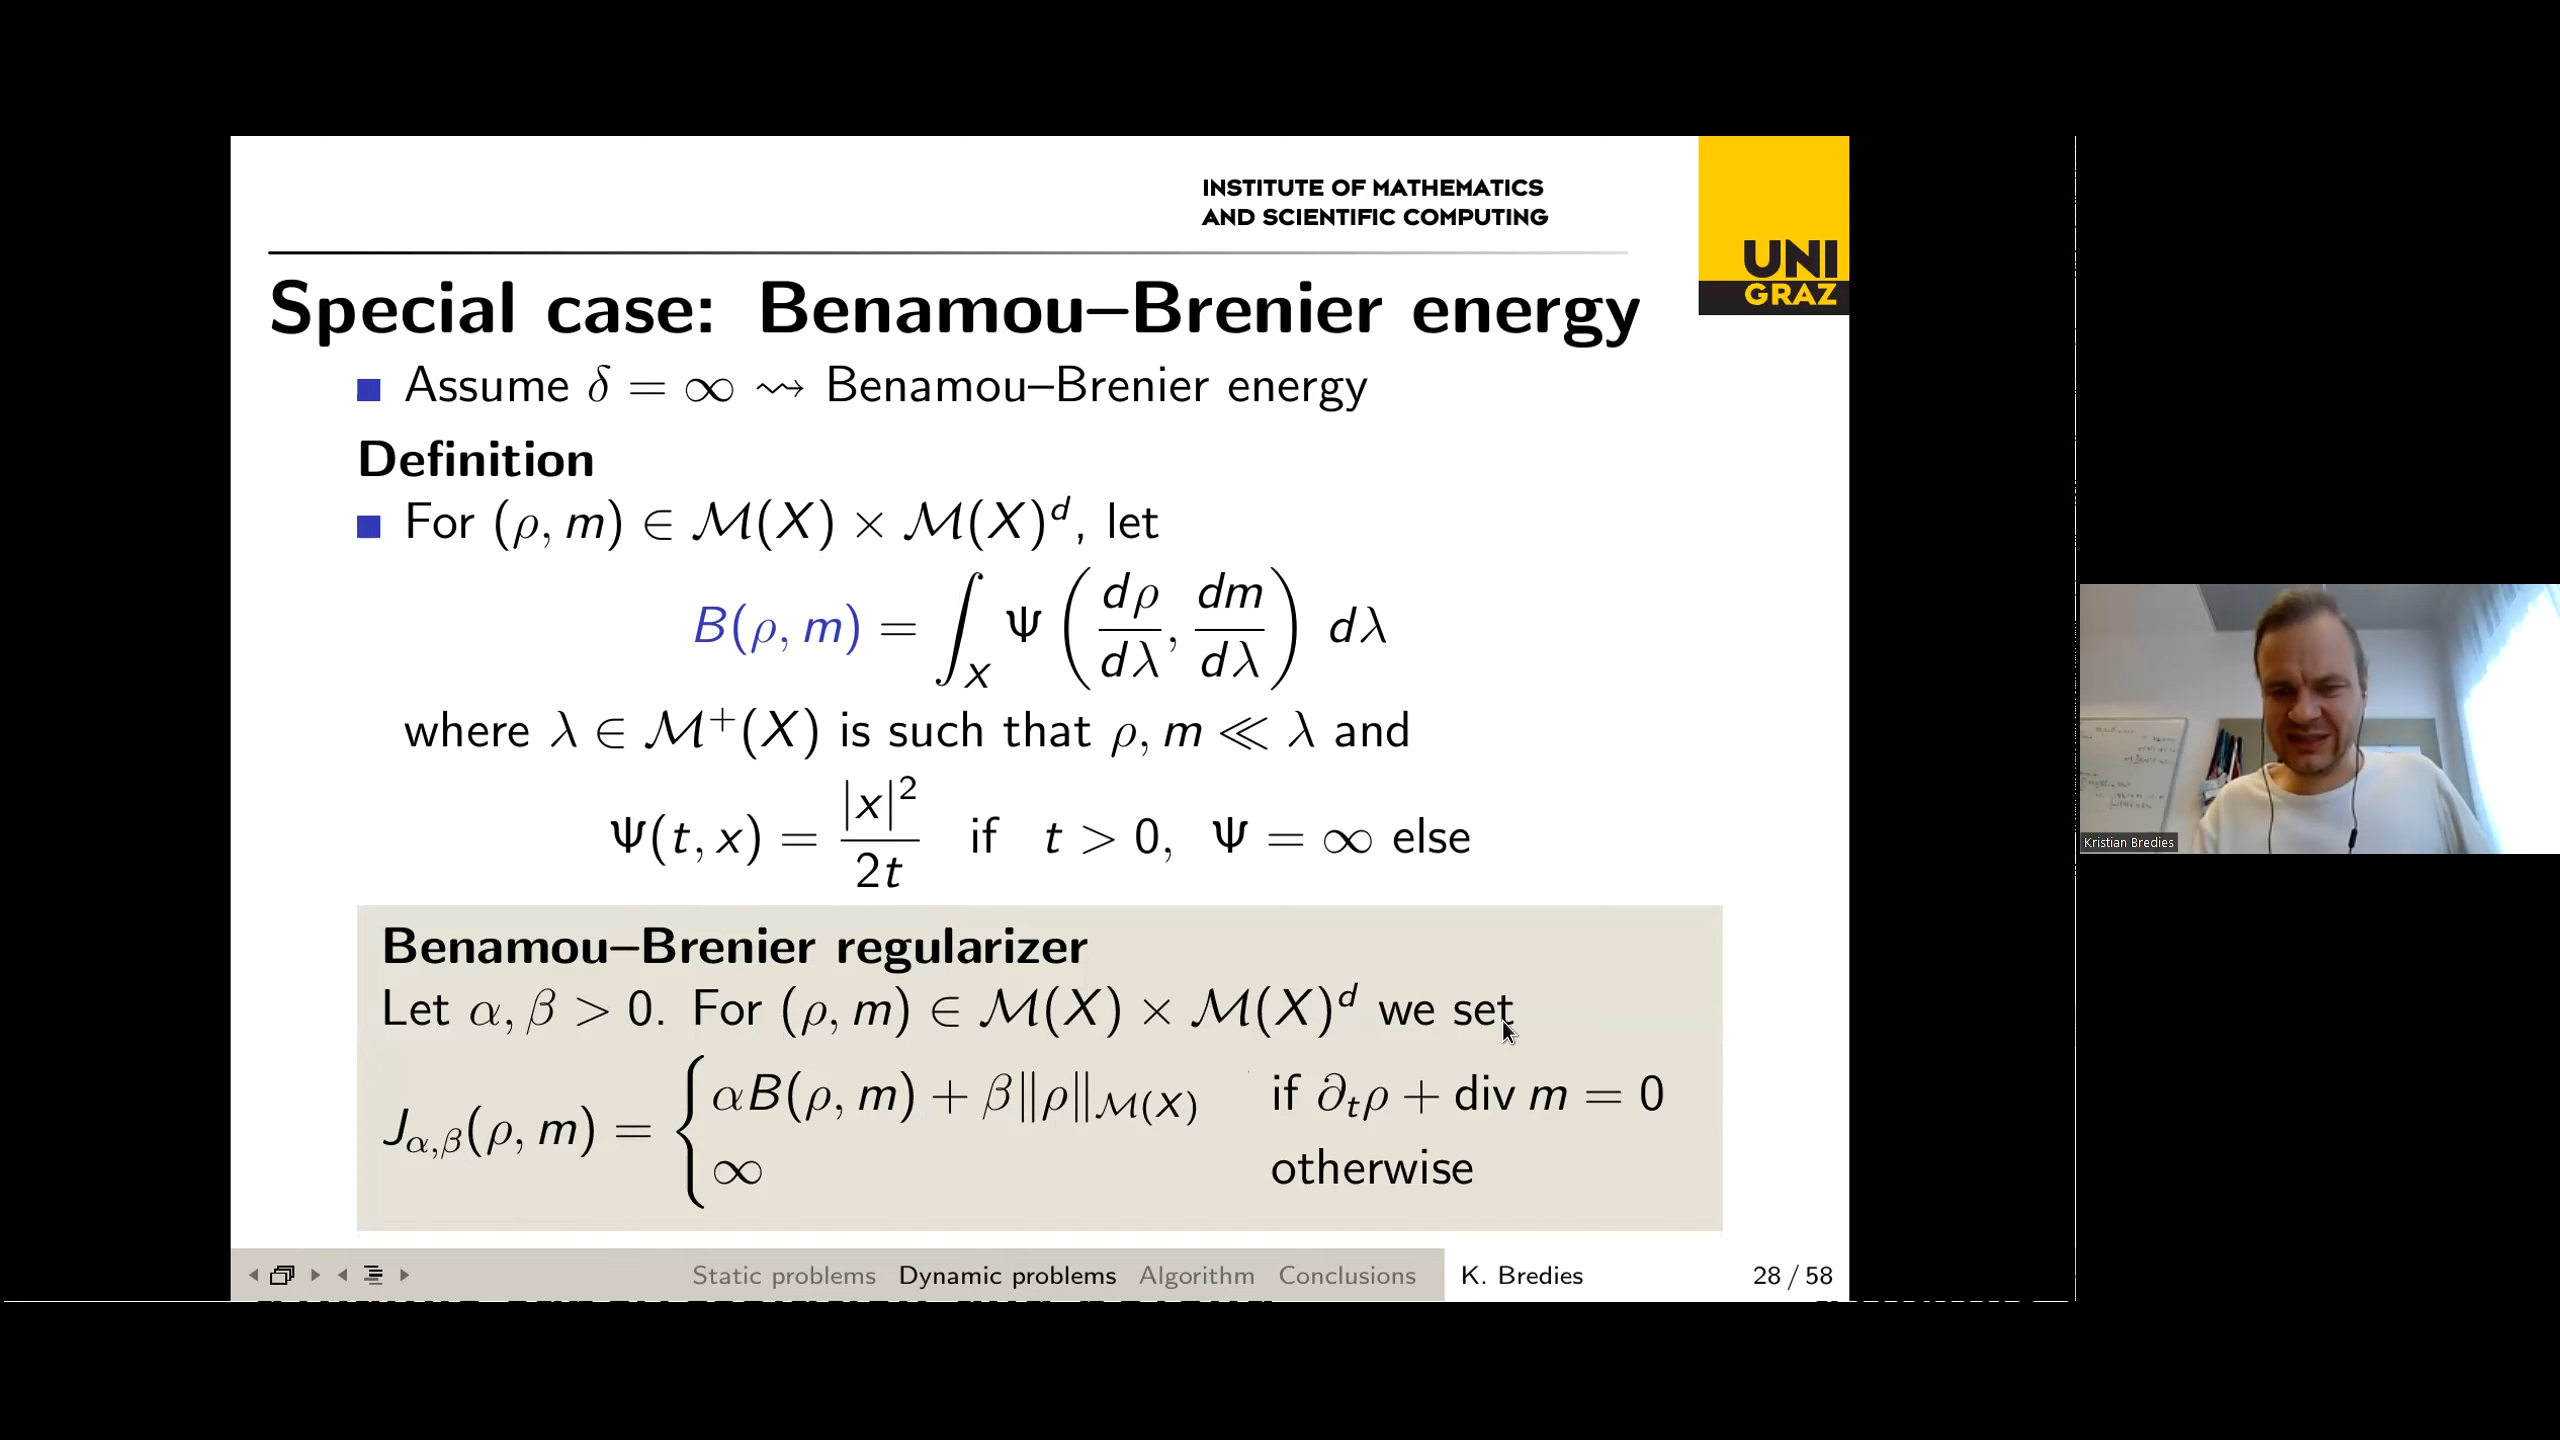 INSTITUTE OF MATHEMATICS
AND SCIENTIFIC COMPUTING
UNI
GRAZ
Special case: Benamou–Brenier energy
Assume δ = ∞ ⇝ Benamou–Brenier energy
Definition
For (ρ, m) ∈ ℳ(X) × ℳ(X)^d, let
B(ρ, m) = ∫_X Ψ (dρ/dλ, dm/dλ) dλ
where λ ∈ ℳ⁺(X) is such that ρ, m ≪ λ and
Ψ(t, x) = |x|²/2t if t > 0, Ψ = ∞ else
Benamou–Brenier regularizer
Let α, β > 0. For (ρ, m) ∈ ℳ(X) × ℳ(X)^d we set
J_{α,β}(ρ, m) = { αB(ρ, m) + β‖ρ‖_{ℳ(X)} if ∂_tρ + div m = 0
∞ otherwise
Static problems Dynamic problems Algorithm Conclusions K. Bredies 28 / 58
Kristian Bredies